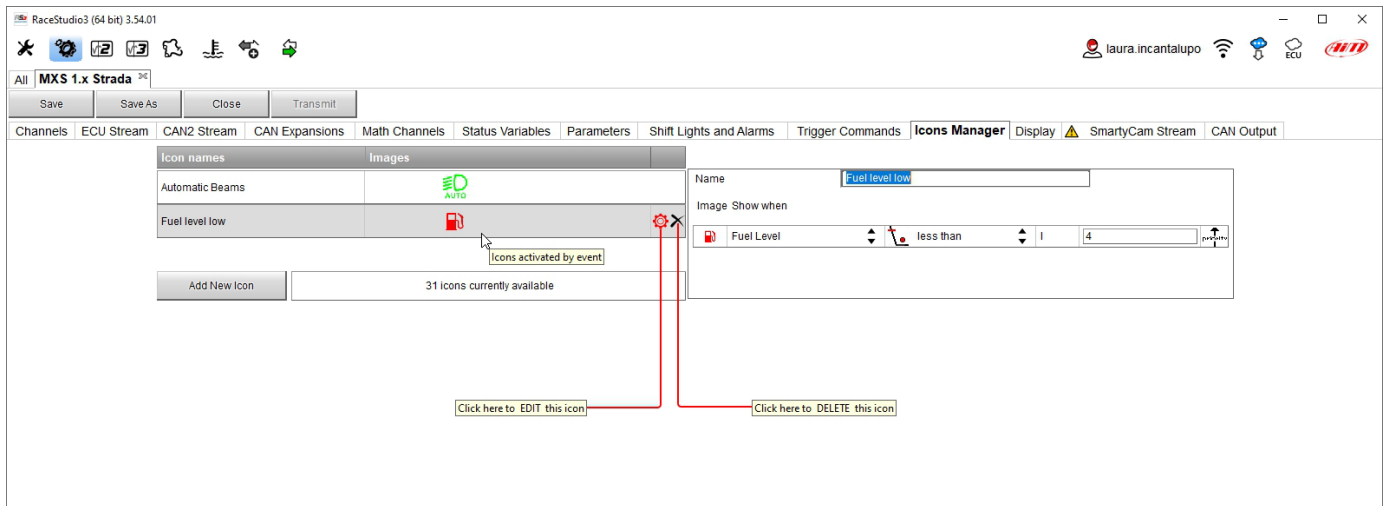 RaceStudio3 (64 bit) 3.54.01
2 3 laura.incantalupo ECU AiM
All MXS 1.x Strada
Save Save As Close Transmit
Channels ECU Stream CAN2 Stream CAN Expansions Math Channels Status Variables Parameters Shift Lights and Alarms Trigger Commands Icons Manager Display SmartyCam Stream CAN Output
Icon names Images
Automatic Beams AUTO
Name Fuel level low
Image Show when
Fuel level low
Fuel Level less than l 4 priority
Icons activated by event
Add New Icon 31 icons currently available
Click here to EDIT this icon Click here to DELETE this icon